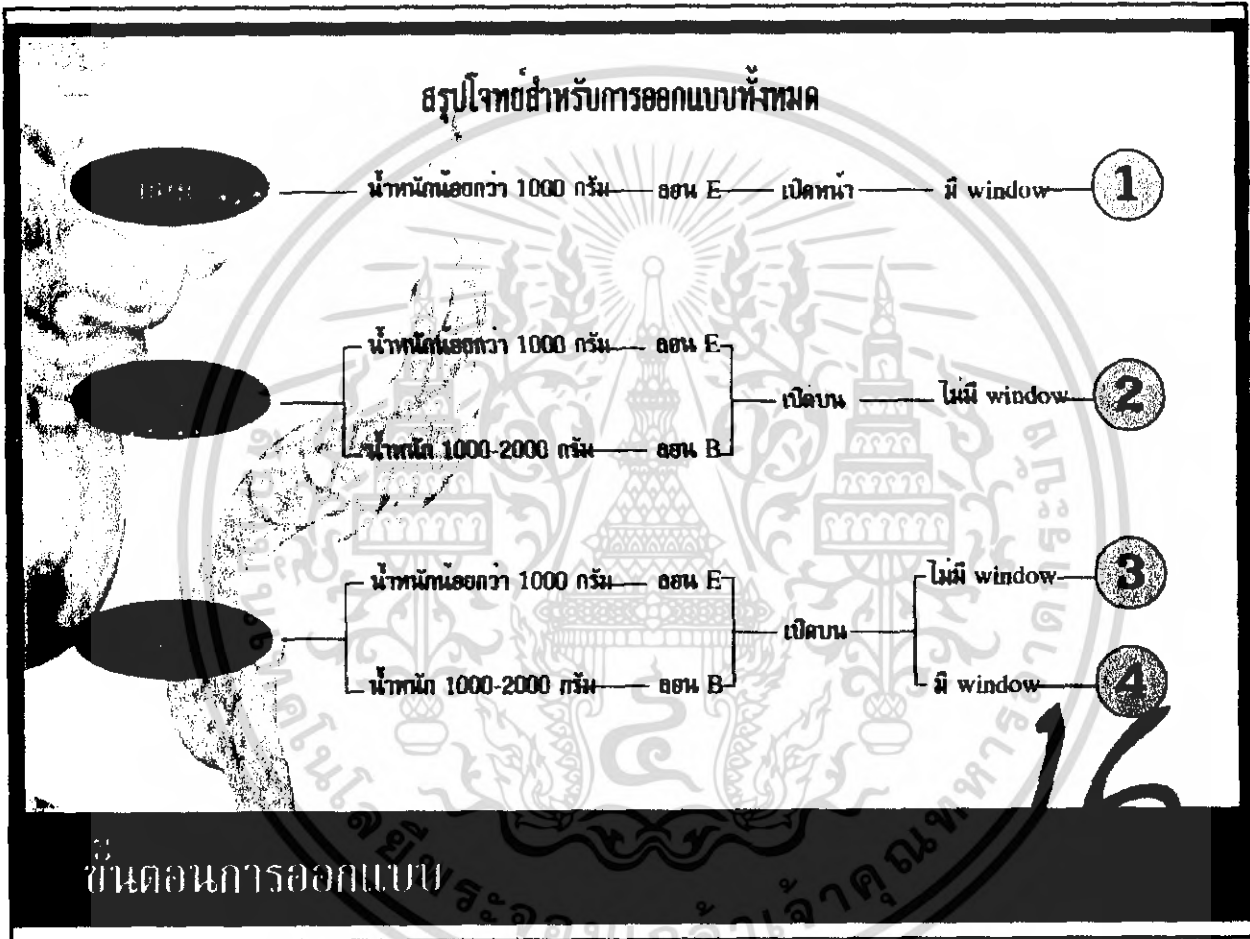 สรุปโจทย์สำหรับการออกแบบทั้งหมด
น้ำหนักน้อยกว่า 1000 กรัม ลอน E เปิดหน้า มี window 1
น้ำหนักน้อยกว่า 1000 กรัม ลอน E
เปิดบน ไม่มี window 2
น้ำหนัก 1000-2000 กรัม ลอน B
น้ำหนักน้อยกว่า 1000 กรัม ลอน E ไม่มี window 3
เปิดบน
น้ำหนัก 1000-2000 กรัม ลอน B มี window 4
16
ขั้นตอนการออกแบบ